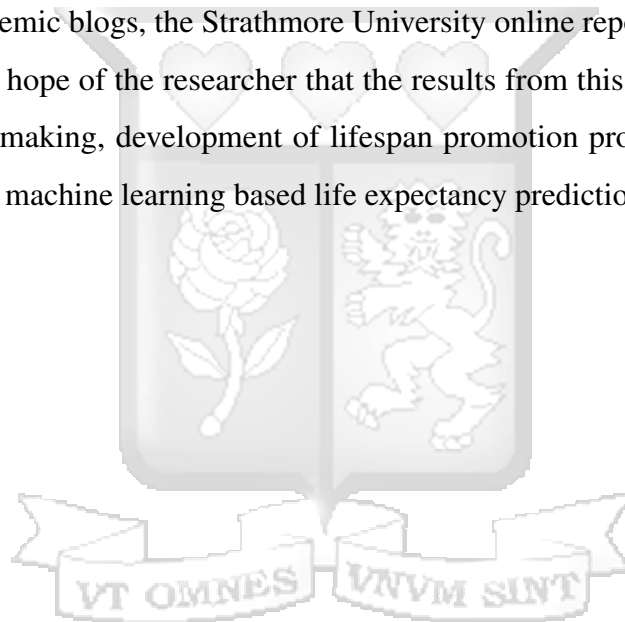 emic blogs, the Strathmore University online repo
hope of the researcher that the results from this
making, development of lifespan promotion pro
machine learning based life expectancy predictio
VT OMNES VNVM SINT